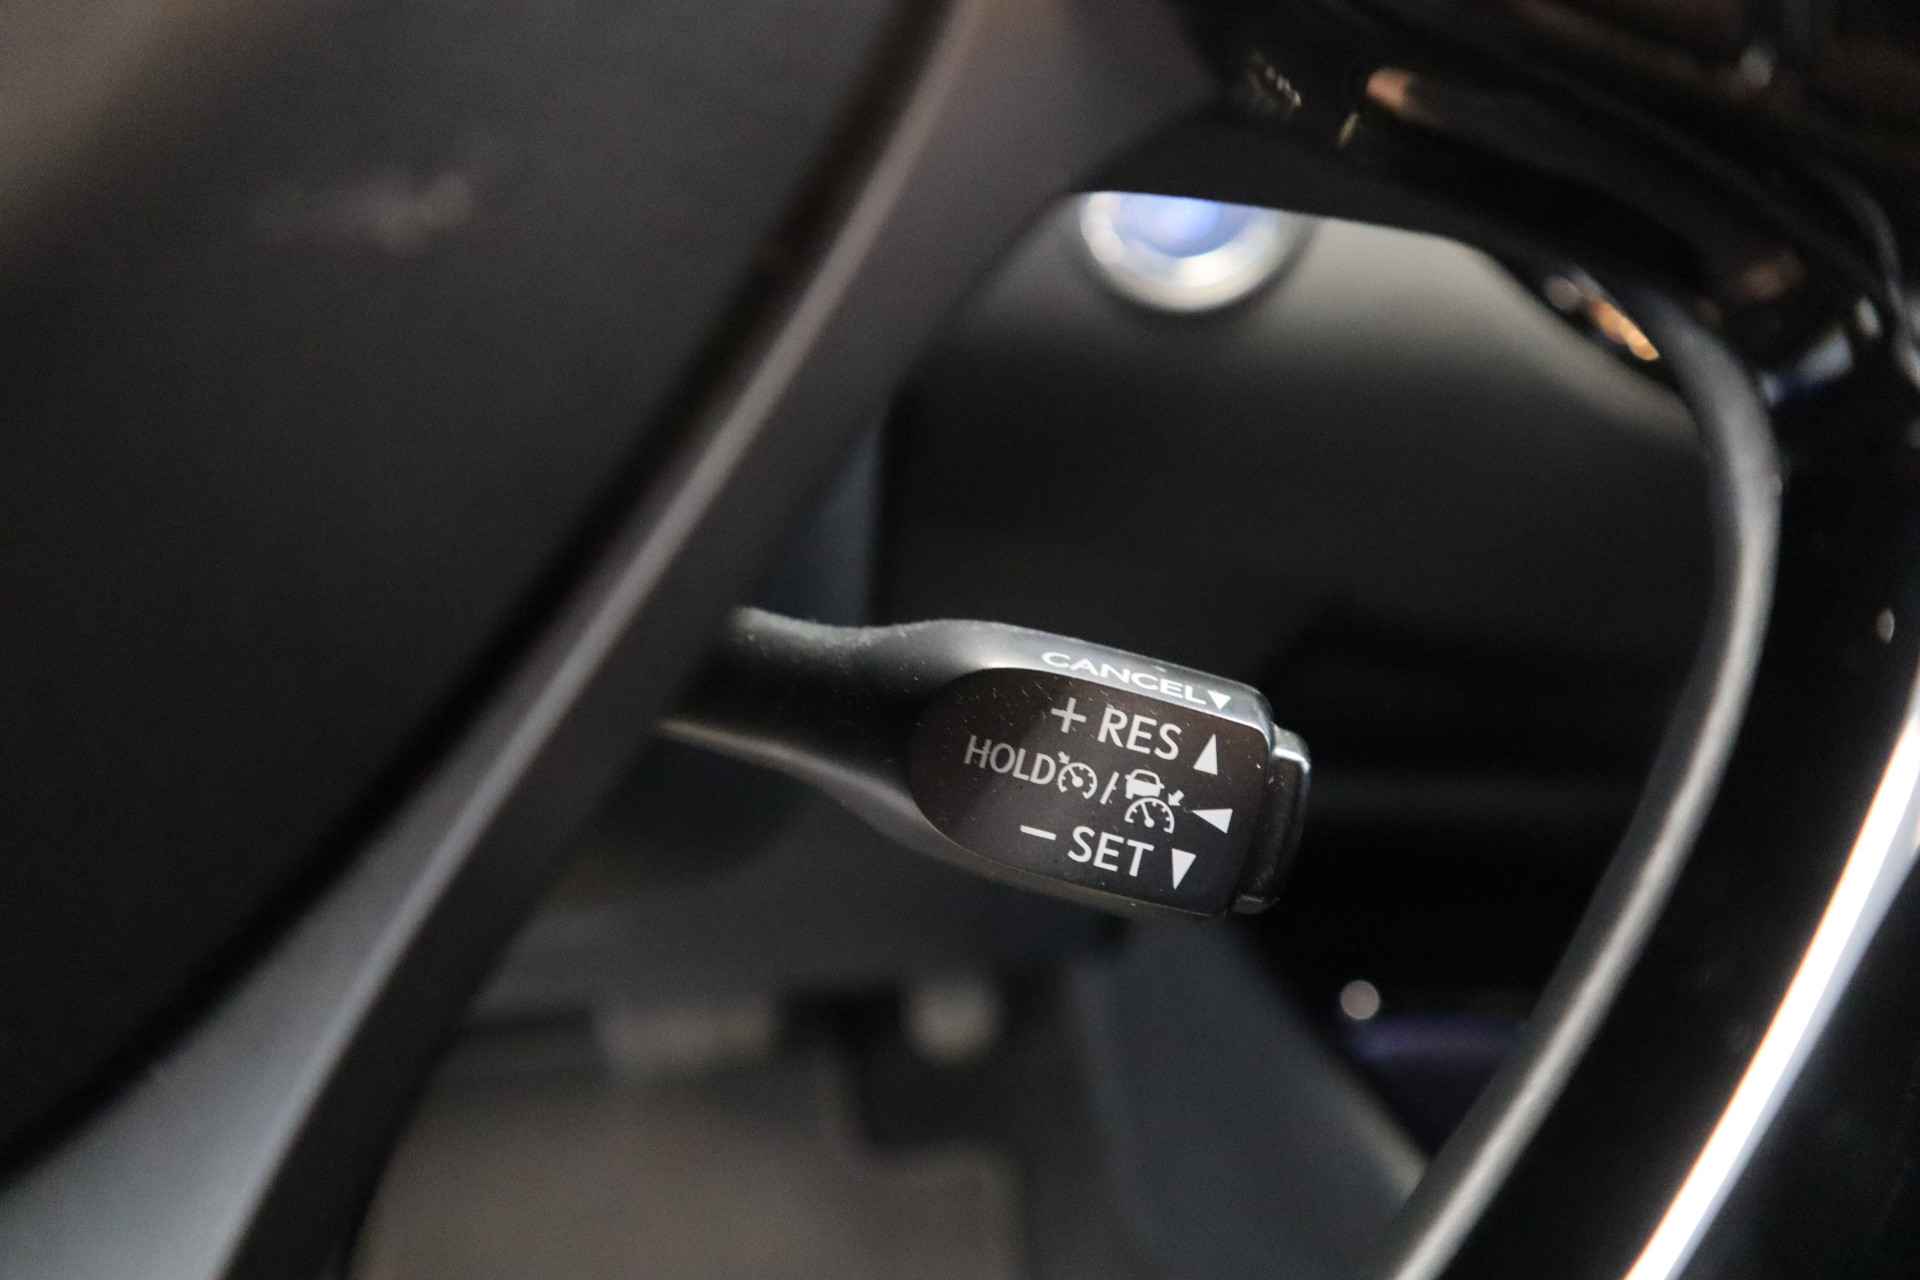 CANCEL▼
+ RES ▲
HOLD / ◀
− SET ▼